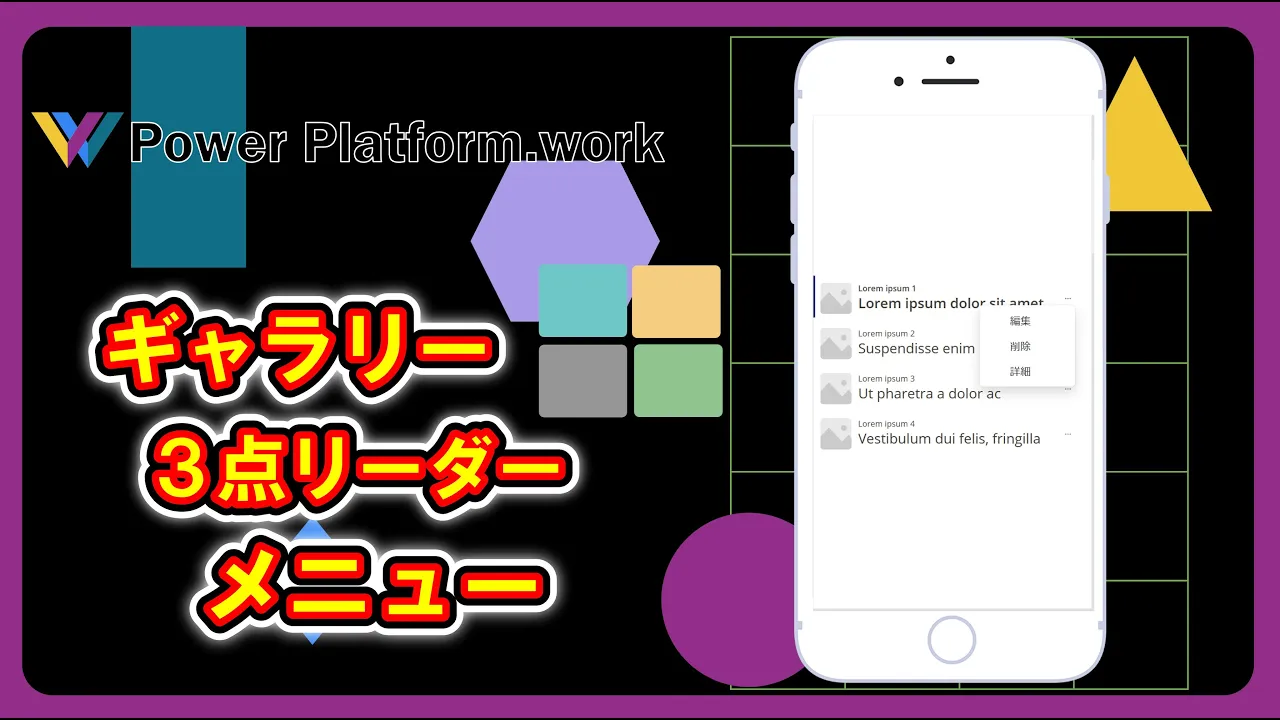 Power Platform.work
ギャラリー
３点リーダー
メニュー
Lorem ipsum 1
Lorem ipsum dolor sit amet
...
編集
削除
詳細
Lorem ipsum 2
Suspendisse enim
Lorem ipsum 3
Ut pharetra a dolor ac
...
Lorem ipsum 4
Vestibulum dui felis, fringilla
...